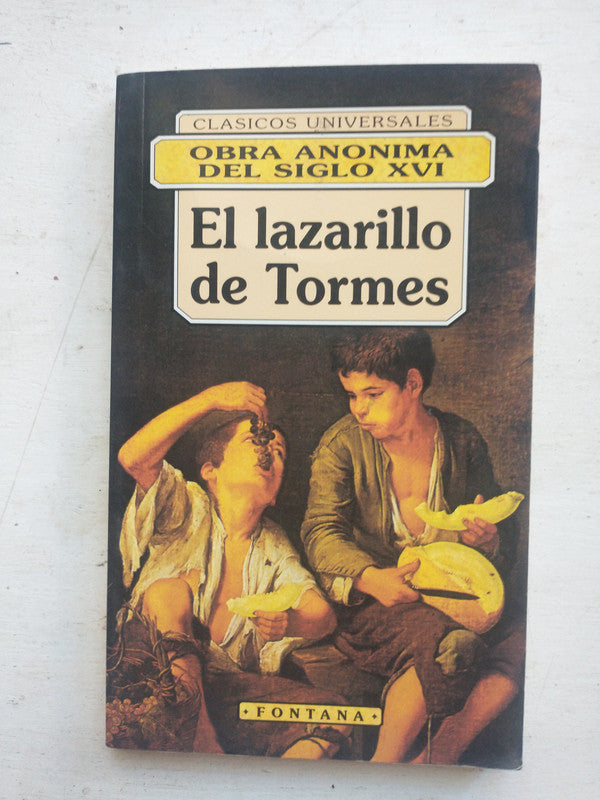 CLASICOS UNIVERSALES
OBRA ANONIMA
DEL SIGLO XVI
El lazarillo
de Tormes
FONTANA